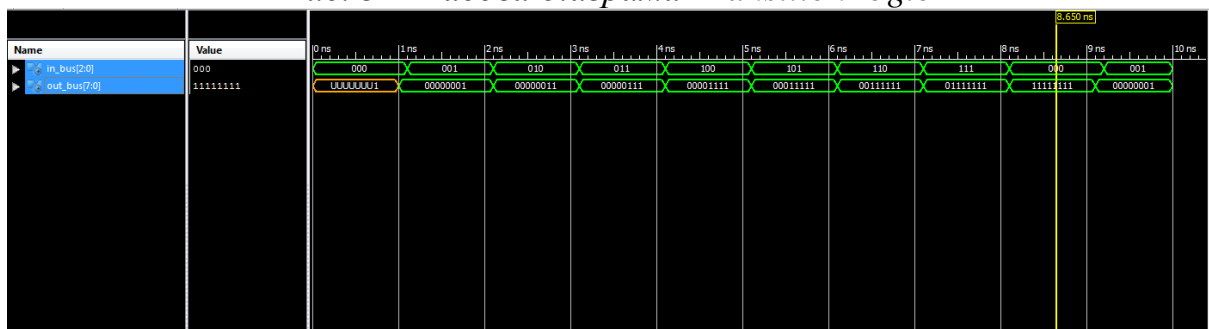 8.650 ns
Name Value 0 ns 1 ns 2 ns 3 ns 4 ns 5 ns 6 ns 7 ns 8 ns 9 ns 10 ns
in_bus[2:0] 000 000 001 010 011 100 101 110 111 000 001
out_bus[7:0] 11111111 UUUUUUU1 00000001 00000011 00000111 00001111 00011111 00111111 01111111 11111111 00000001